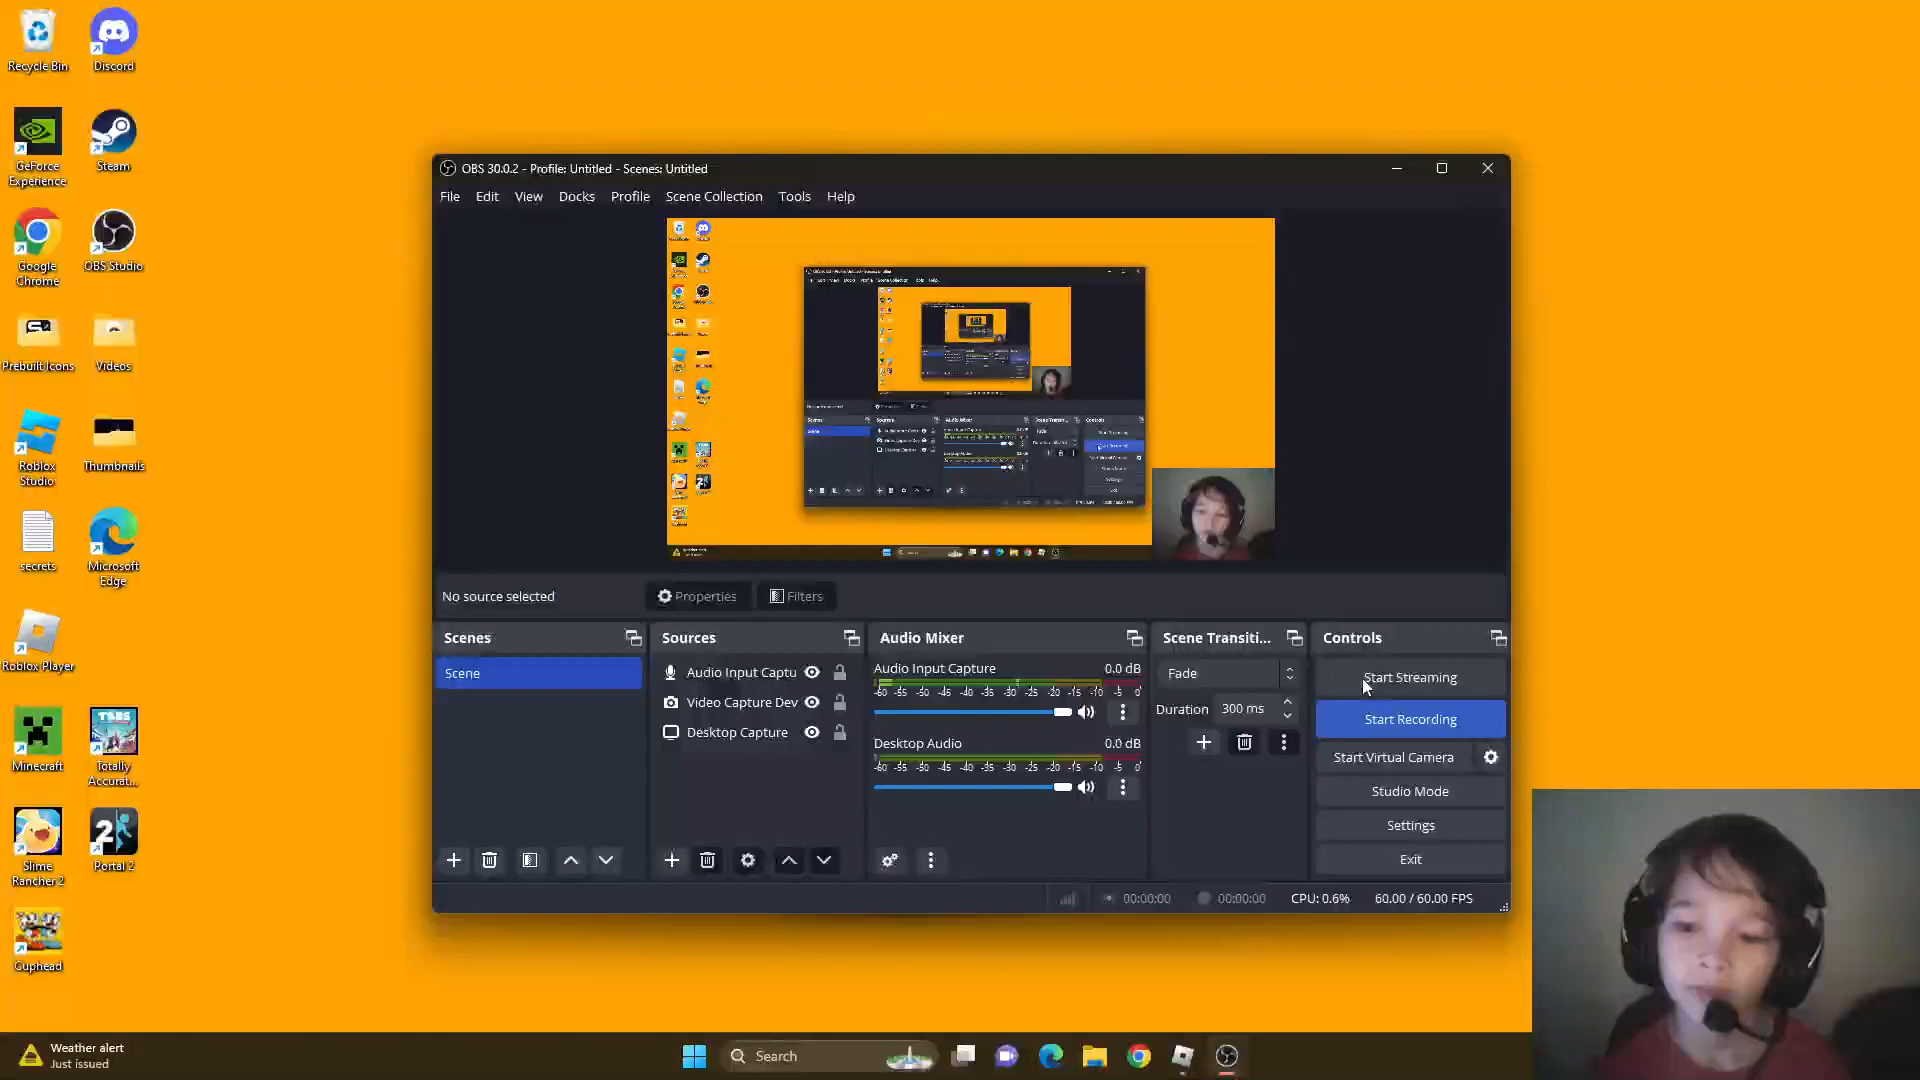 Recycle Bin
Discord
GeForce
Experience
Steam
Google
Chrome
OBS Studio
Prebuilt Icons
Videos
Roblox
Studio
Thumbnails
secrets
Microsoft
Edge
Roblox Player
Minecraft
Totally
Accurat...
Slime
Rancher 2
Portal 2
Cuphead
OBS 30.0.2 - Profile: Untitled - Scenes: Untitled
File Edit View Docks Profile Scene Collection Tools Help
No source selected Properties Filters
Scenes
Scene
Sources
Audio Input Captu
Video Capture Dev
Desktop Capture
Audio Mixer
Audio Input Capture 0.0 dB
-60 -55 -50 -45 -40 -35 -30 -25 -20 -15 -10 -5 0
Desktop Audio 0.0 dB
-60 -55 -50 -45 -40 -35 -30 -25 -20 -15 -10 -5 0
Scene Transiti...
Fade
Duration 300 ms
Controls
Start Streaming
Start Recording
Start Virtual Camera
Studio Mode
Settings
Exit
00:00:00 00:00:00 CPU: 0.6% 60.00 / 60.00 FPS
Weather alert
Just issued
Search